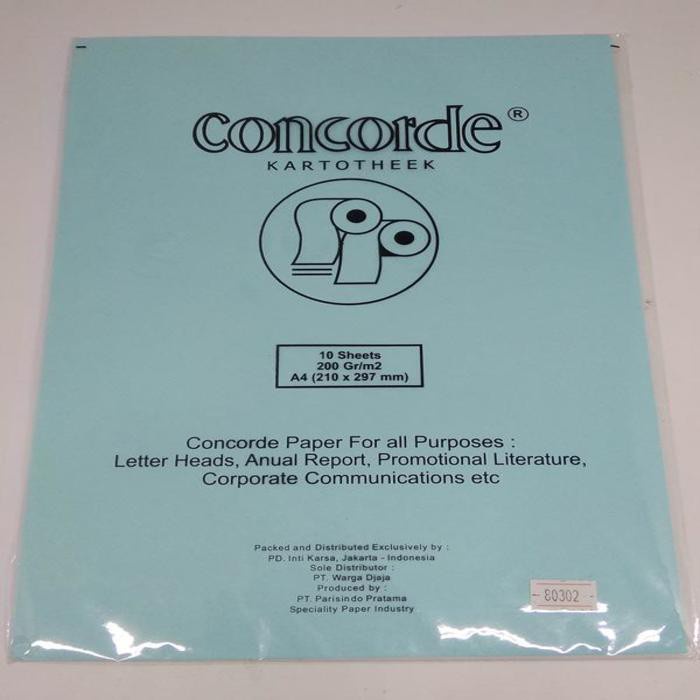 concorde ®
KARTOTHEEK
10 Sheets
200 Gr/m2
A4 (210 x 297 mm)
Concorde Paper For all Purposes :
Letter Heads, Anual Report, Promotional Literature,
Corporate Communications etc
Packed and Distributed Exclusively by :
PD. Inti Karsa, Jakarta - Indonesia
Sole Distributor :
PT. Warga Djaja
Produced by :
PT. Parisindo Pratama
Speciality Paper Industry
- 80302 -